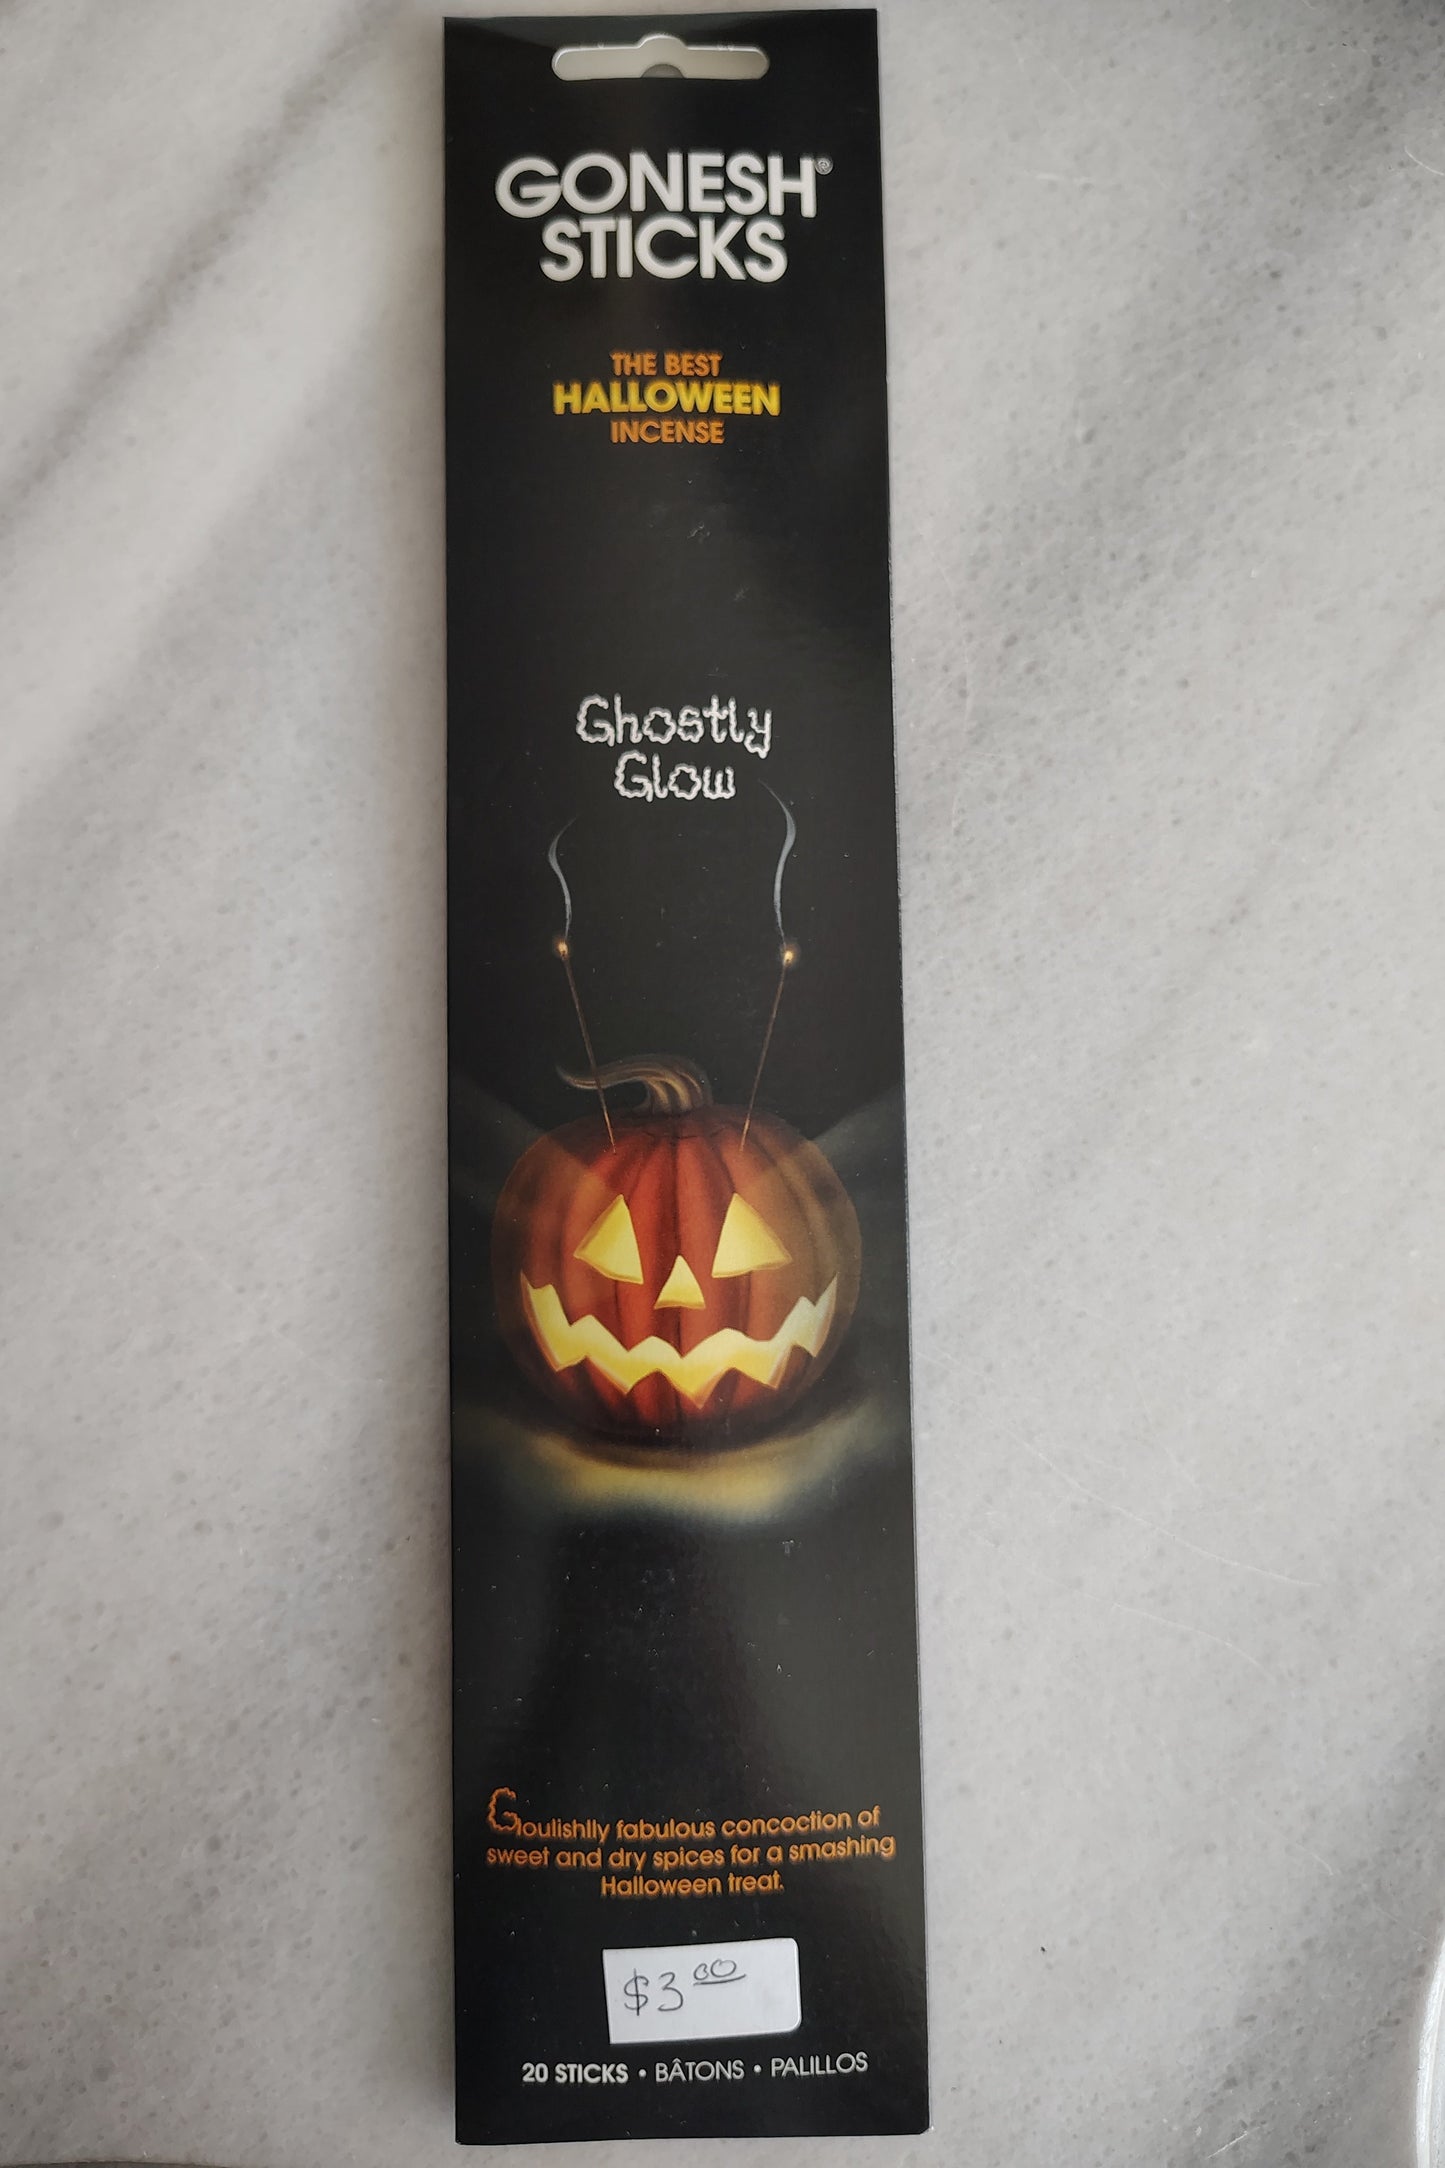 GONESH®
STICKS
THE BEST
HALLOWEEN
INCENSE
Ghostly
Glow
Goulishlly fabulous concoction of
sweet and dry spices for a smashing
Halloween treat.
$3.00
20 STICKS • BÂTONS • PALILLOS